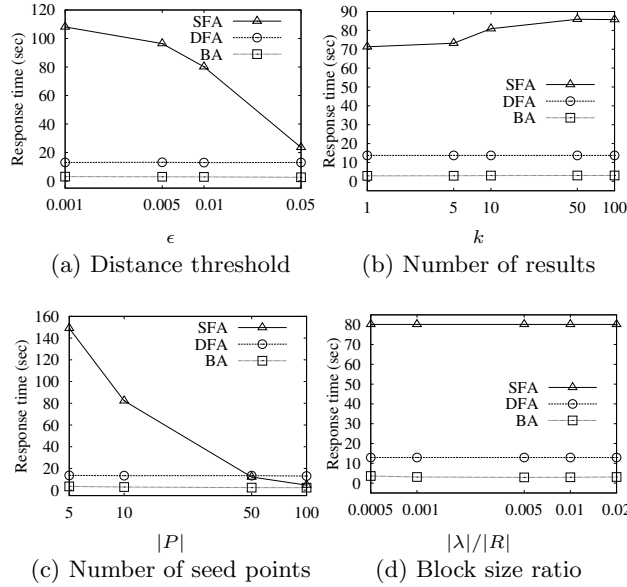 120
100
80
60
40
20
0
Response time (sec)
SFA
DFA
BA
0.001 0.005 0.01 0.05
ϵ
(a) Distance threshold
90
80
70
60
50
40
30
20
10
0
Response time (sec)
SFA
DFA
BA
1 5 10 50 100
k
(b) Number of results
160
140
120
100
80
60
40
20
0
Response time (sec)
SFA
DFA
BA
5 10 50 100
|P|
(c) Number of seed points
80
70
60
50
40
30
20
10
0
Response time (sec)
SFA
DFA
BA
0.0005 0.001 0.005 0.01 0.02
|λ|/|R|
(d) Block size ratio